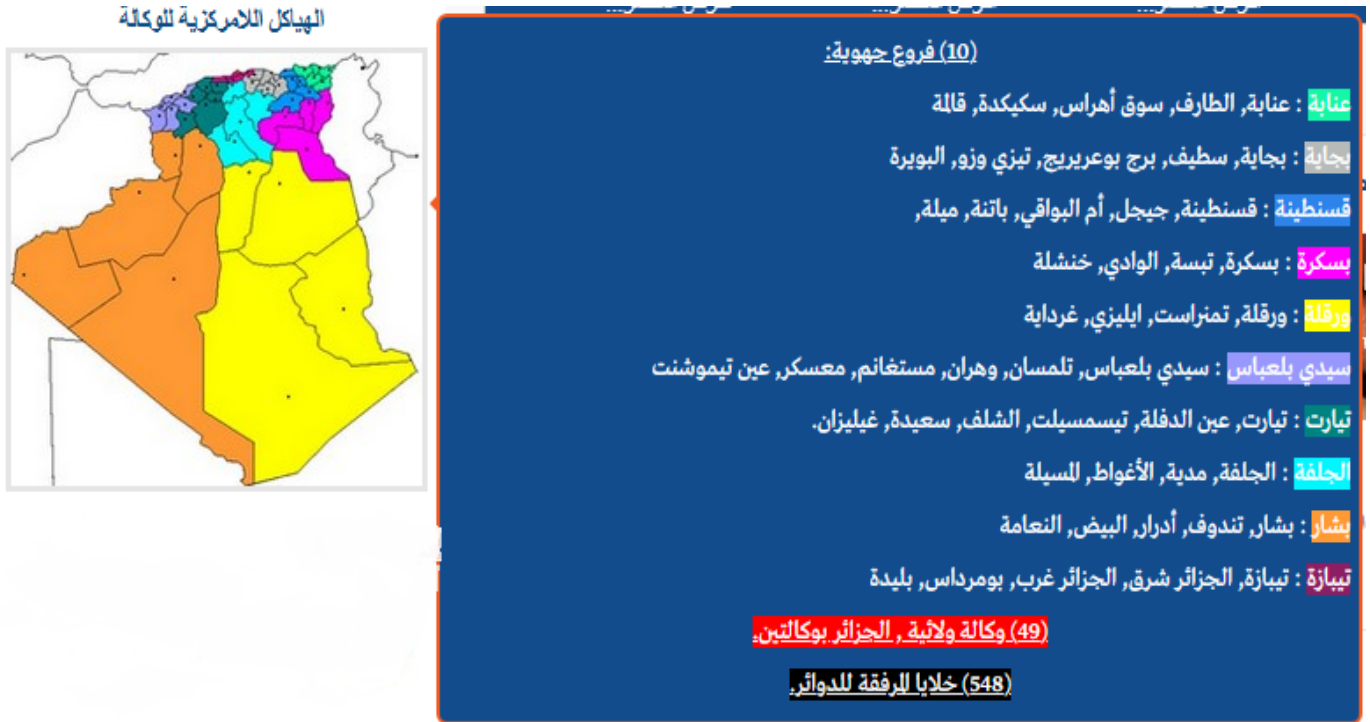 الهياكل اللامركزية للوكالة
(10) فروع جهوية:
عنابة : عنابة, الطارف, سوق أهراس, سكيكدة, قالمة
بجاية : بجاية, سطيف, برج بوعريريج, تيزي وزو, البويرة
قسنطينة : قسنطينة, جيجل, أم البواقي, باتنة, ميلة,
بسكرة : بسكرة, تبسة, الوادي, خنشلة
ورقلة : ورقلة, تمنراست, ايليزي, غرداية
سيدي بلعباس : سيدي بلعباس, تلمسان, وهران, مستغانم, معسكر, عين تيموشنت
تيارت : تيارت, عين الدفلة, تيسمسيلت, الشلف, سعيدة, غيليزان.
الجلفة : الجلفة, مدية, الأغواط, المسيلة
بشار : بشار, تندوف, أدرار, البيض, النعامة
تيبازة : تيبازة, الجزائر شرق, الجزائر غرب, بومرداس, بليدة
(49) وكالة ولائية , الجزائر بوكالتين.
(548) خلايا المرفقة للدوائر.